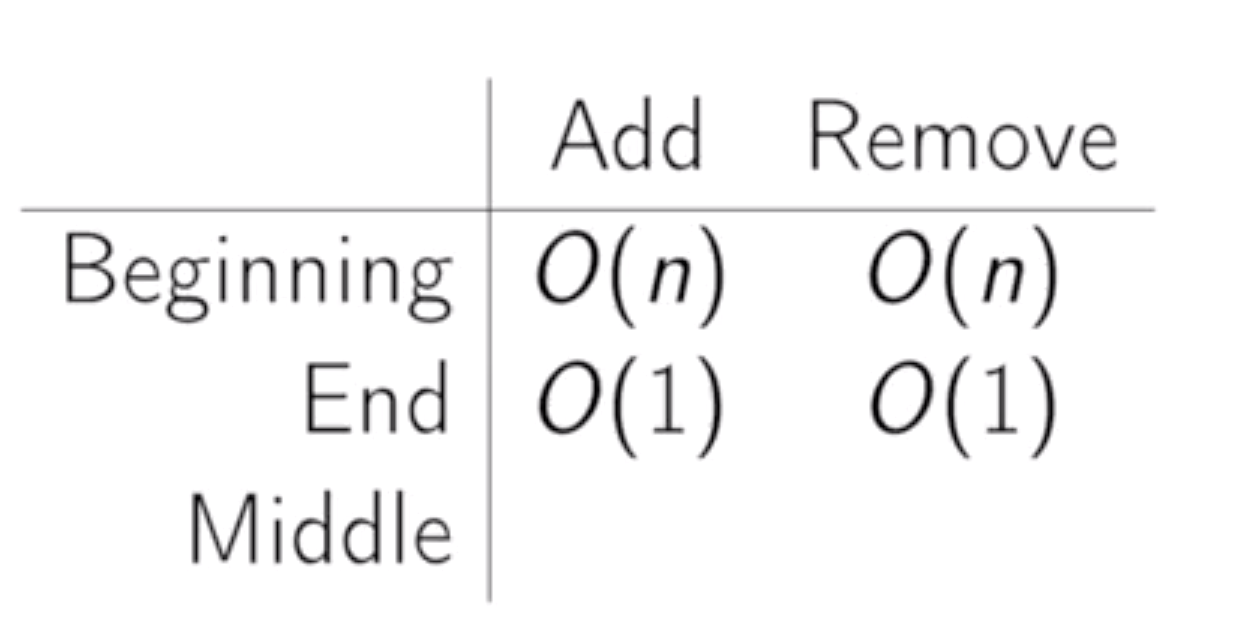 Add Remove
Beginning O(n) O(n)
End O(1) O(1)
Middle